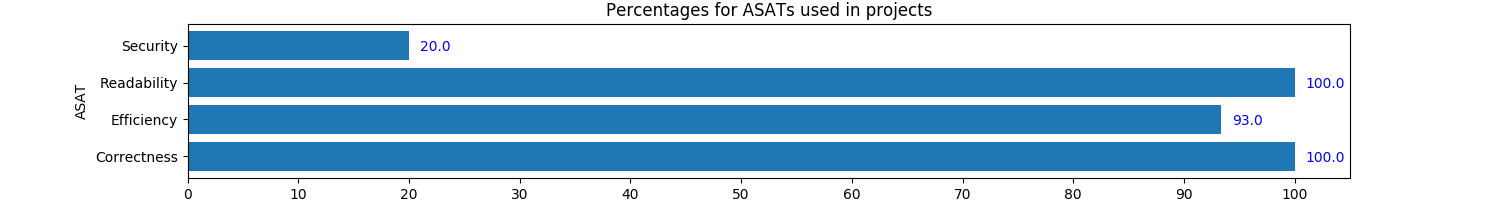 Percentages for ASATs used in projects
ASAT
Security 20.0
Readability 100.0
Efficiency 93.0
Correctness 100.0
0 10 20 30 40 50 60 70 80 90 100